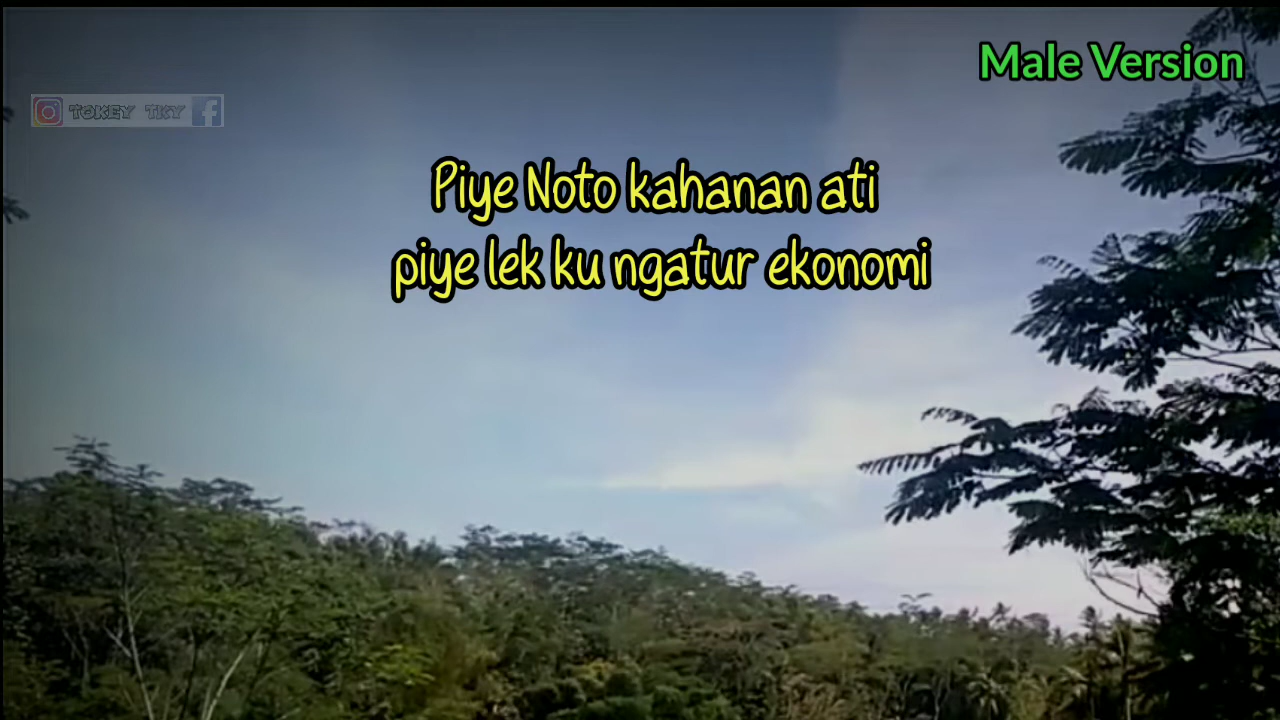 Male Version
TOKEY TKY
Piye Noto kahanan ati
piye lek ku ngatur ekonomi